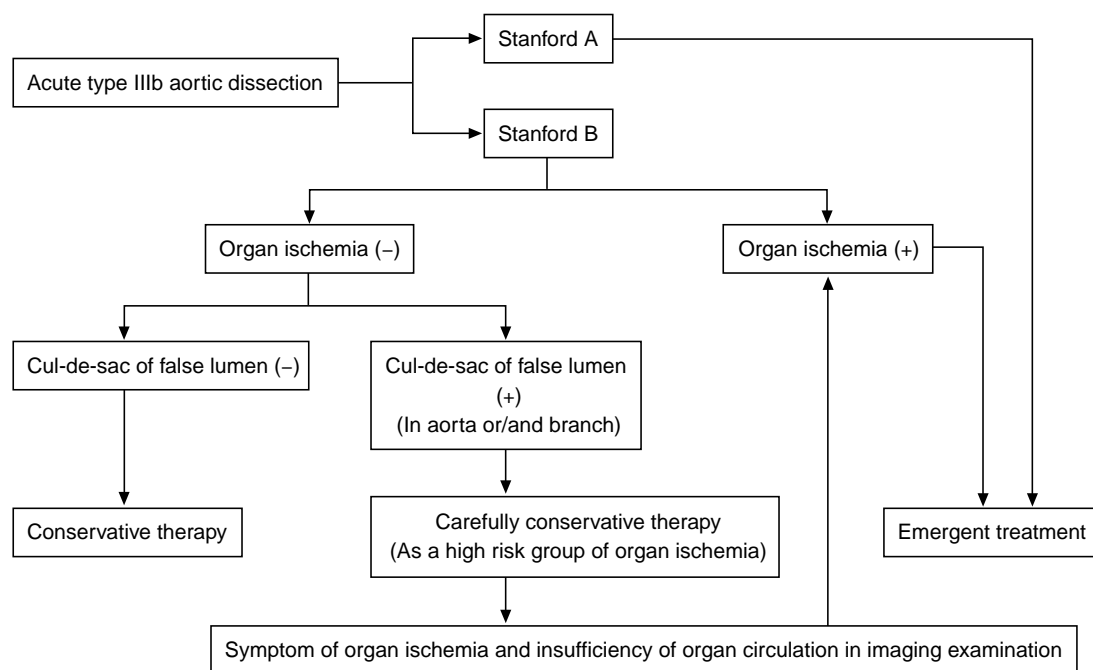 Stanford A
Acute type IIIb aortic dissection
Stanford B
Organ ischemia (−)
Organ ischemia (+)
Cul-de-sac of false lumen (−)
Cul-de-sac of false lumen
(+)
(In aorta or/and branch)
Conservative therapy
Carefully conservative therapy
(As a high risk group of organ ischemia)
Emergent treatment
Symptom of organ ischemia and insufficiency of organ circulation in imaging examination